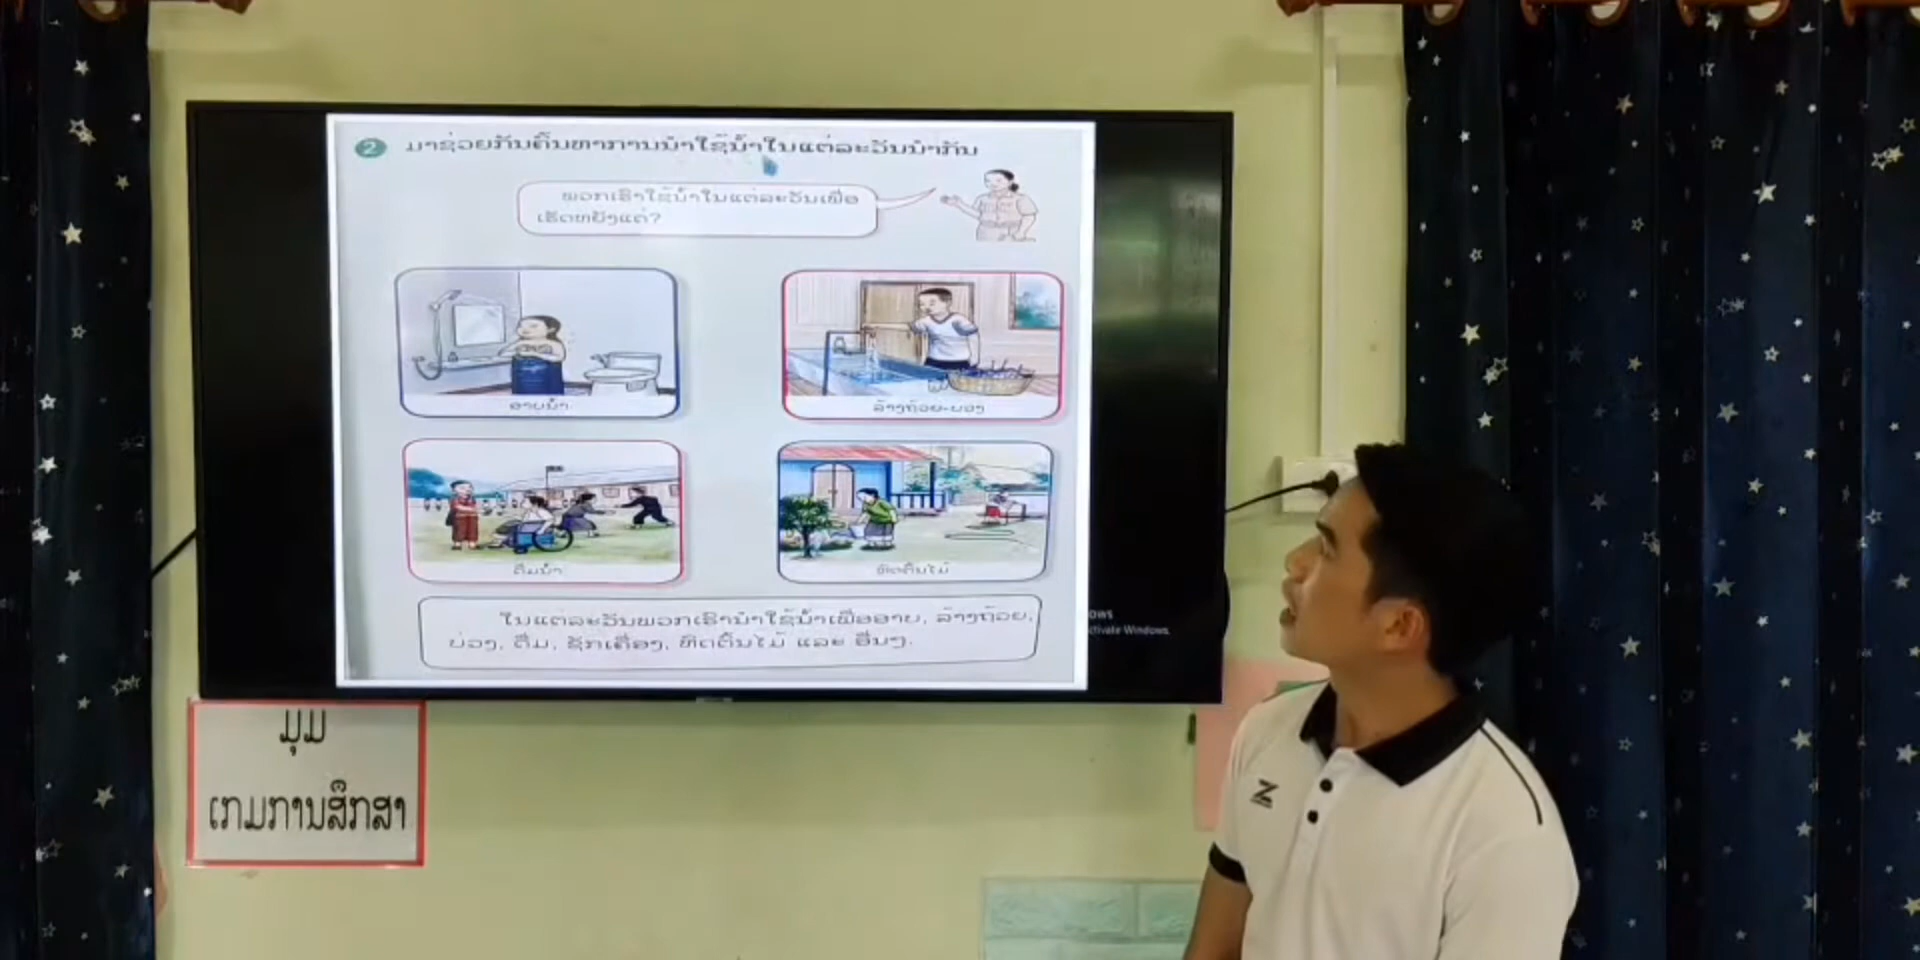 2 ມາຊ່ວຍກັນຄົ້ນຫາການນຳໃຊ້ນ້ຳໃນແຕ່ລະວັນນຳກັນ
ພວກເຮົາໃຊ້ນ້ຳໃນແຕ່ລະວັນເພື່ອ
ເຮັດຫຍັງແດ່?
ອາບນ້ຳ
ລ້າງຖ້ວຍ-ບ່ວງ
ດື່ມນ້ຳ
ຫົດຕົ້ນໄມ້
ໃນແຕ່ລະວັນພວກເຮົານຳໃຊ້ນ້ຳເພື່ອອາບ, ລ້າງຖ້ວຍ,
ບ່ວງ, ດື່ມ, ຊັກເຄື່ອງ, ຫົດຕົ້ນໄມ້ ແລະ ອື່ນໆ.
Windows.
ມຸມ
ເກມການສຶກສາ
Z